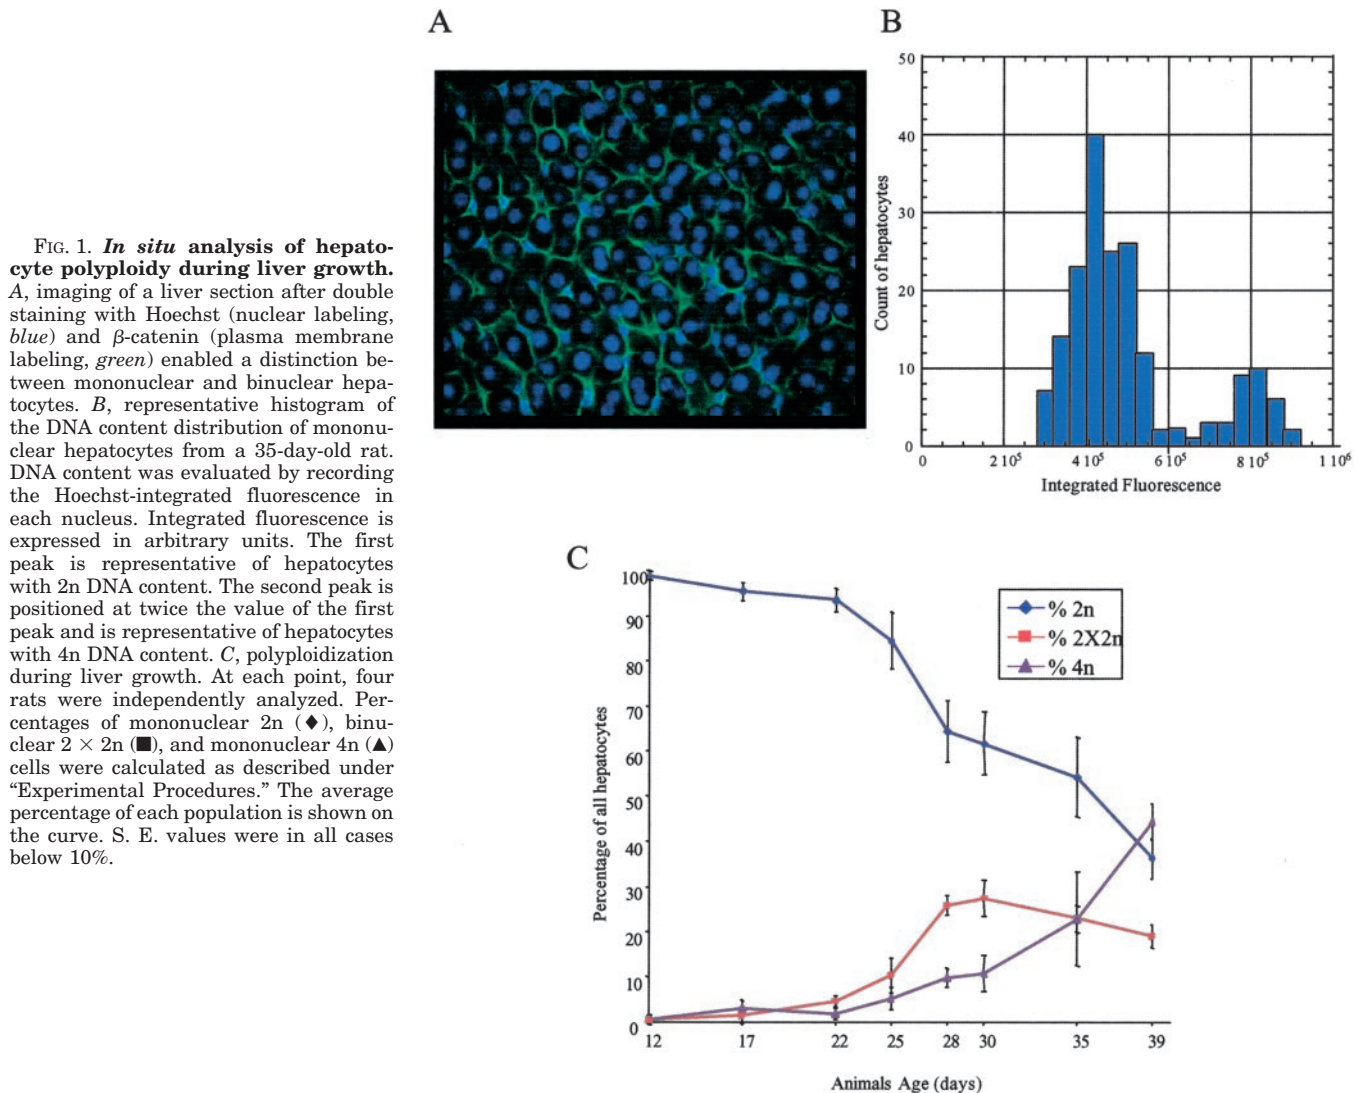 FIG. 1. In situ analysis of hepato-
cyte polyploidy during liver growth.
A, imaging of a liver section after double
staining with Hoechst (nuclear labeling,
blue) and β-catenin (plasma membrane
labeling, green) enabled a distinction be-
tween mononuclear and binuclear hepa-
tocytes. B, representative histogram of
the DNA content distribution of mononu-
clear hepatocytes from a 35-day-old rat.
DNA content was evaluated by recording
the Hoechst-integrated fluorescence in
each nucleus. Integrated fluorescence is
expressed in arbitrary units. The first
peak is representative of hepatocytes
with 2n DNA content. The second peak is
positioned at twice the value of the first
peak and is representative of hepatocytes
with 4n DNA content. C, polyploidization
during liver growth. At each point, four
rats were independently analyzed. Per-
centages of mononuclear 2n (♦), binu-
clear 2 × 2n (■), and mononuclear 4n (▲)
cells were calculated as described under
“Experimental Procedures.” The average
percentage of each population is shown on
the curve. S. E. values were in all cases
below 10%.
A
B
50
40
30
20
10
0
Count of hepatocytes
0 2 10⁵ 4 10⁵ 6 10⁵ 8 10⁵ 1 10⁶
Integrated Fluorescence
C
100
90
80
70
60
50
40
30
20
10
0
Percentage of all hepatocytes
% 2n
% 2X2n
% 4n
12 17 22 25 28 30 35 39
Animals Age (days)